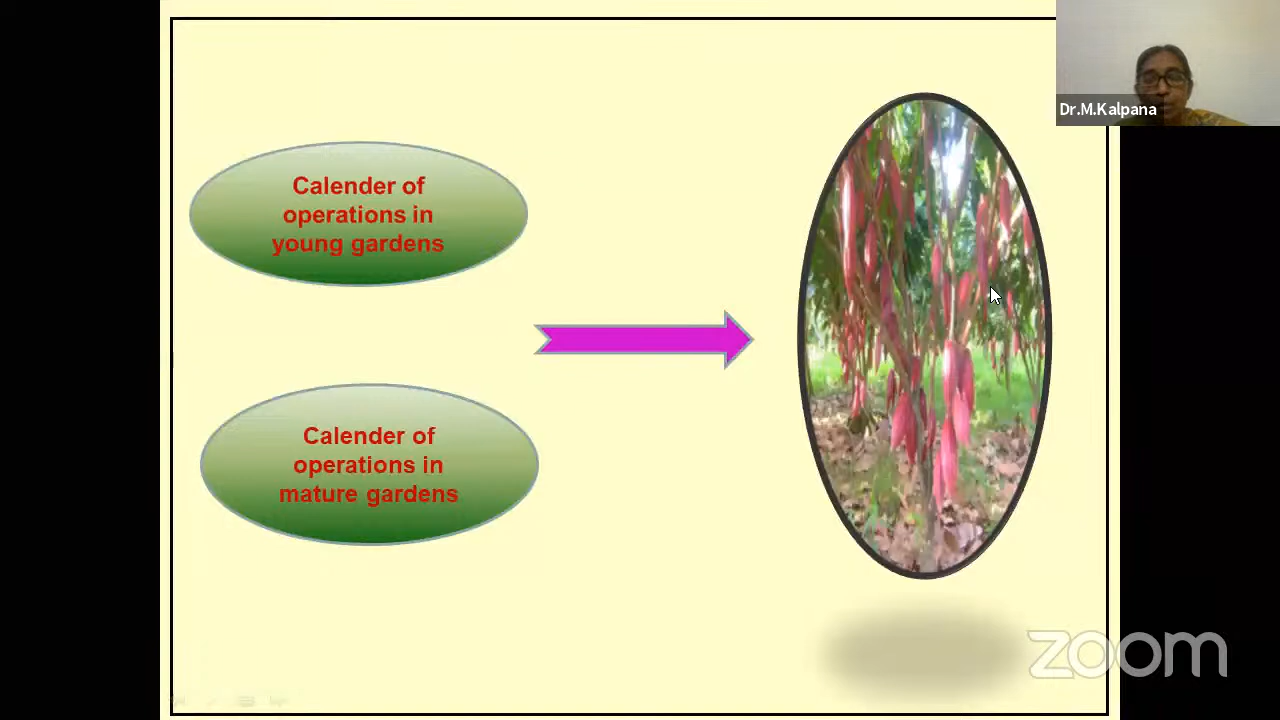 Dr.M.Kalpana
Calender of
operations in
young gardens
Calender of
operations in
mature gardens
zoom